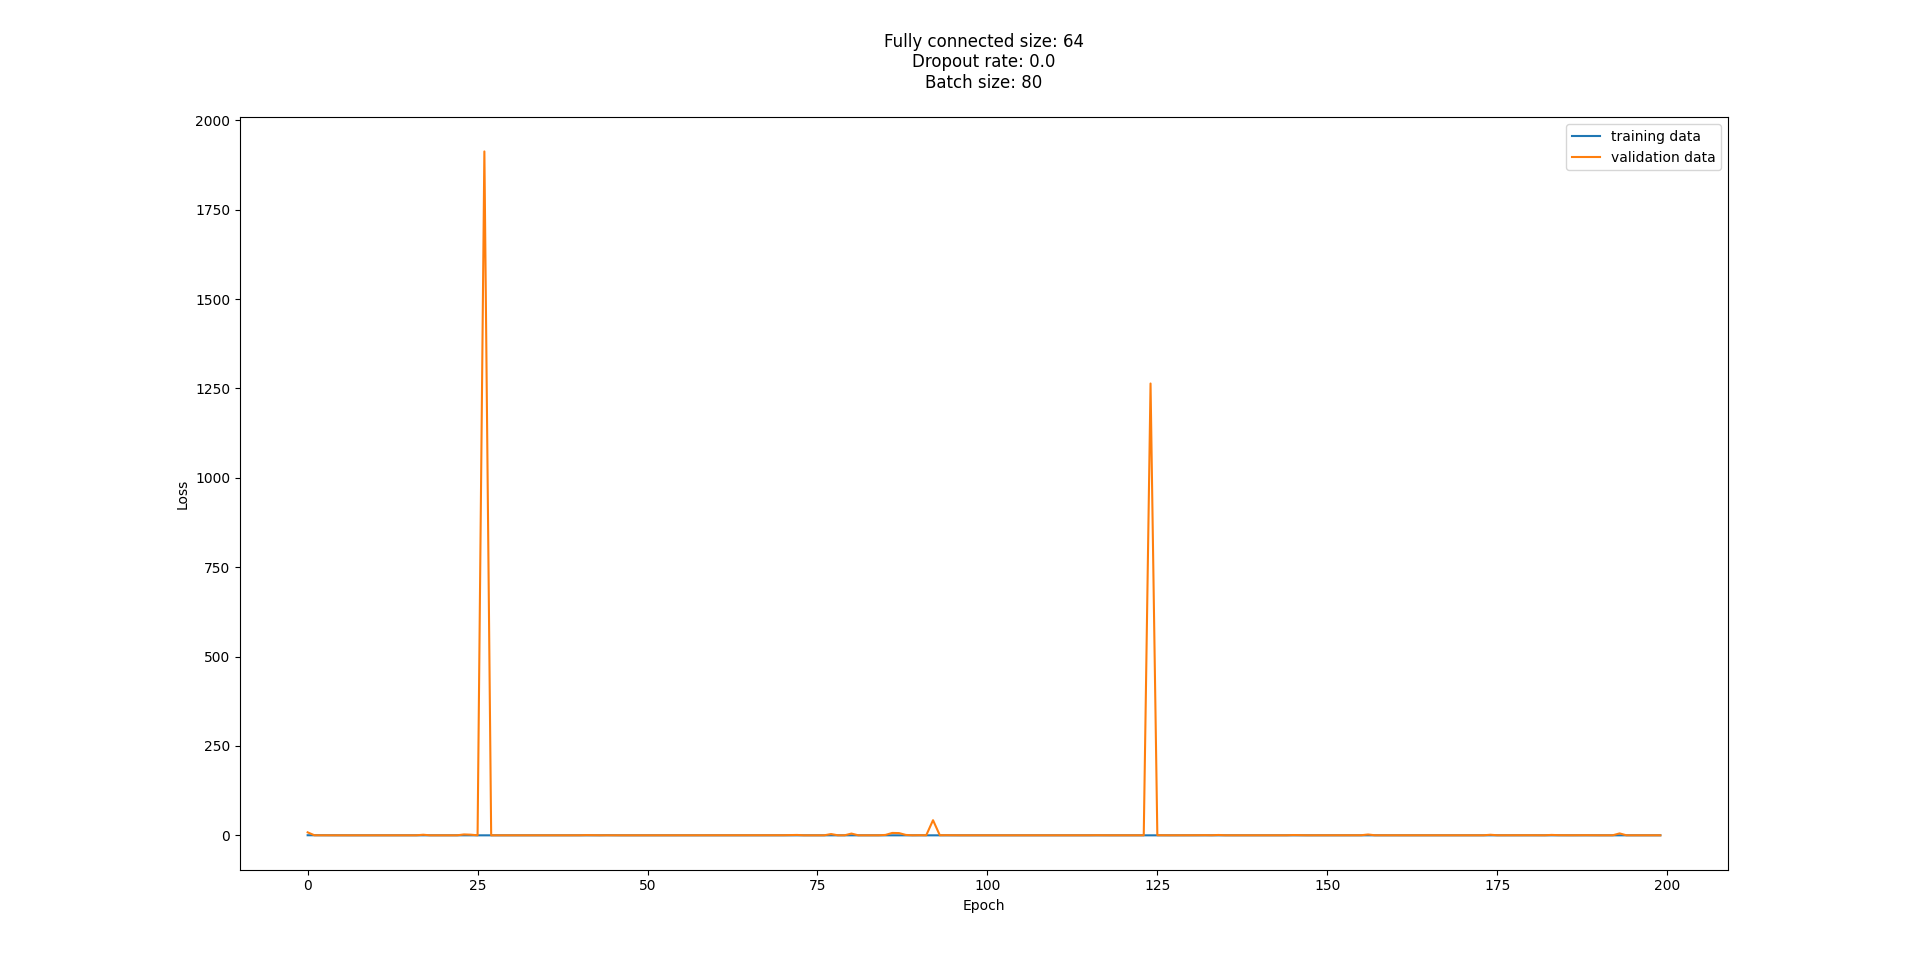 Fully connected size: 64
Dropout rate: 0.0
Batch size: 80
training data
validation data
2000
1750
1500
1250
1000
750
500
250
0
Loss
0 25 50 75 100 125 150 175 200
Epoch